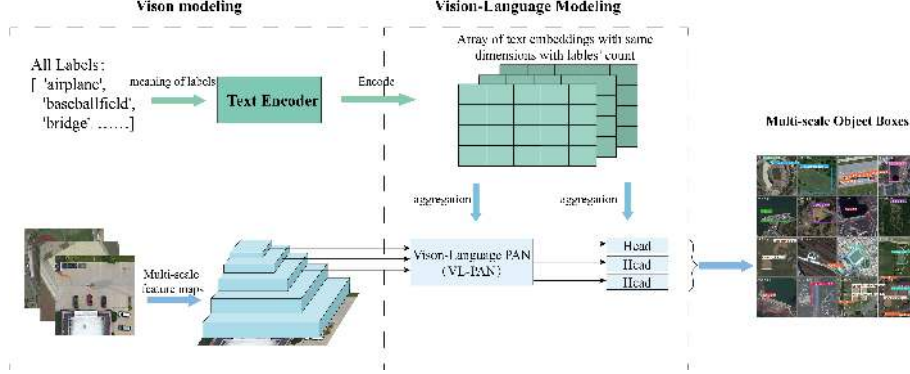 Vison modeling
Vision-Language Modeling
Array of text embeddings with same
dimensions with lables' count
All Labels:
[ 'airplane',
'baseballfield',
'bridge' ......]
meaning of labels
Text Encoder
Encode
Multi-scale Object Boxes
aggregation
aggregation
Multi-scale
feature maps
Vison-Language PAN
(VL-PAN)
Head
Head
Head